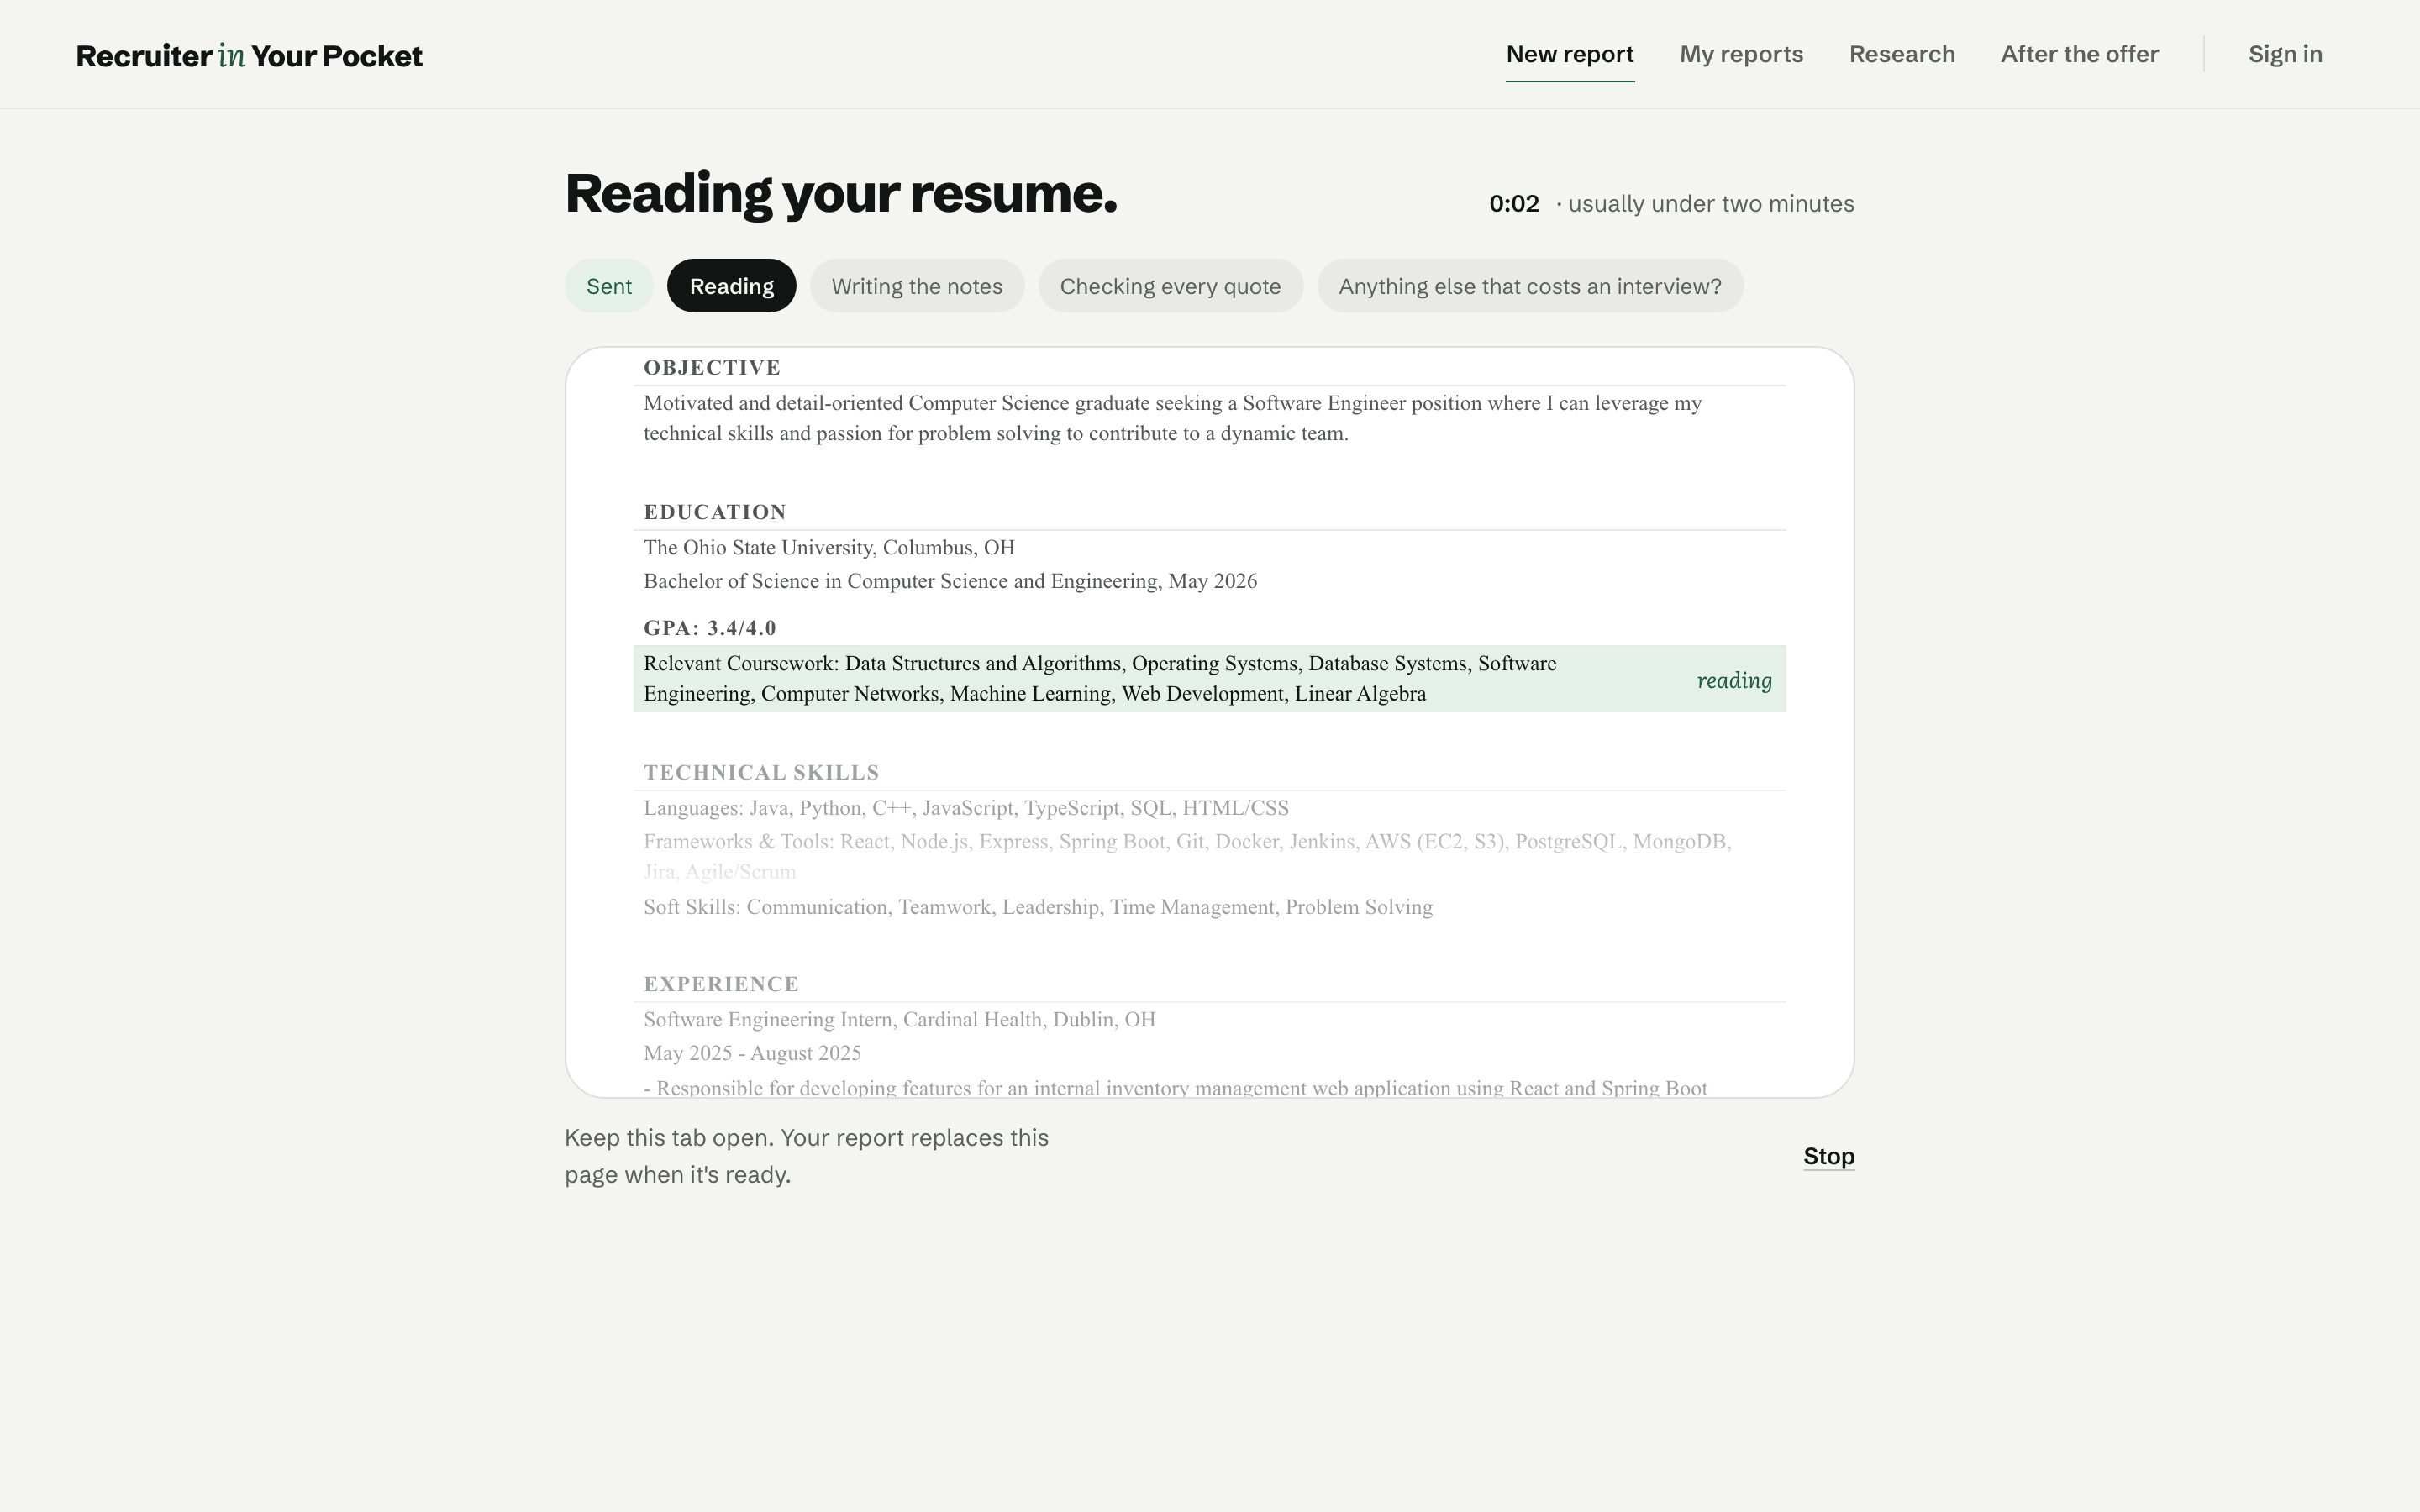 Recruiter in Your Pocket
New report
My reports
Research
After the offer
Sign in
Reading your resume.
0:02 · usually under two minutes
Sent
Reading
Writing the notes
Checking every quote
Anything else that costs an interview?
OBJECTIVE
Motivated and detail-oriented Computer Science graduate seeking a Software Engineer position where I can leverage my
technical skills and passion for problem solving to contribute to a dynamic team.
EDUCATION
The Ohio State University, Columbus, OH
Bachelor of Science in Computer Science and Engineering, May 2026
GPA: 3.4/4.0
Relevant Coursework: Data Structures and Algorithms, Operating Systems, Database Systems, Software
Engineering, Computer Networks, Machine Learning, Web Development, Linear Algebra
reading
TECHNICAL SKILLS
Languages: Java, Python, C++, JavaScript, TypeScript, SQL, HTML/CSS
Frameworks & Tools: React, Node.js, Express, Spring Boot, Git, Docker, Jenkins, AWS (EC2, S3), PostgreSQL, MongoDB,
Jira, Agile/Scrum
Soft Skills: Communication, Teamwork, Leadership, Time Management, Problem Solving
EXPERIENCE
Software Engineering Intern, Cardinal Health, Dublin, OH
May 2025 - August 2025
- Responsible for developing features for an internal inventory management web application using React and Spring Boot
Keep this tab open. Your report replaces this
page when it's ready.
Stop